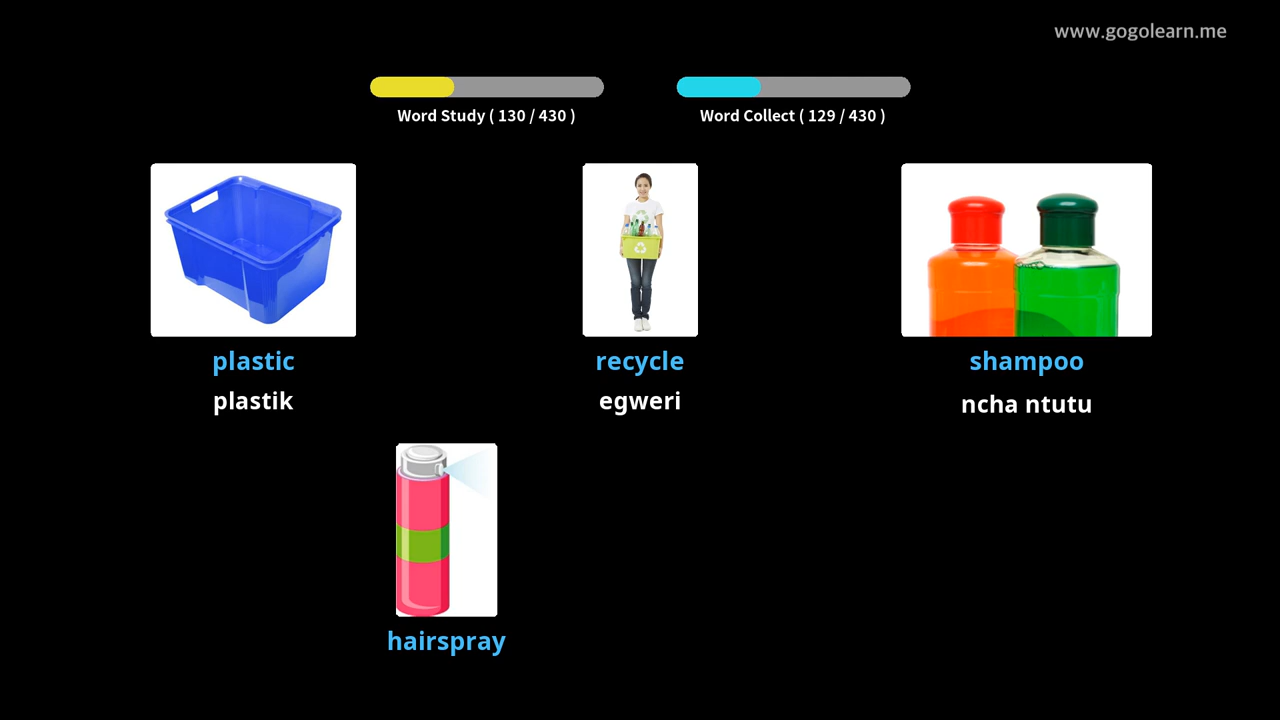 www.gogolearn.me
Word Study ( 130 / 430 )
Word Collect ( 129 / 430 )
plastic
plastik
recycle
egweri
shampoo
ncha ntutu
hairspray